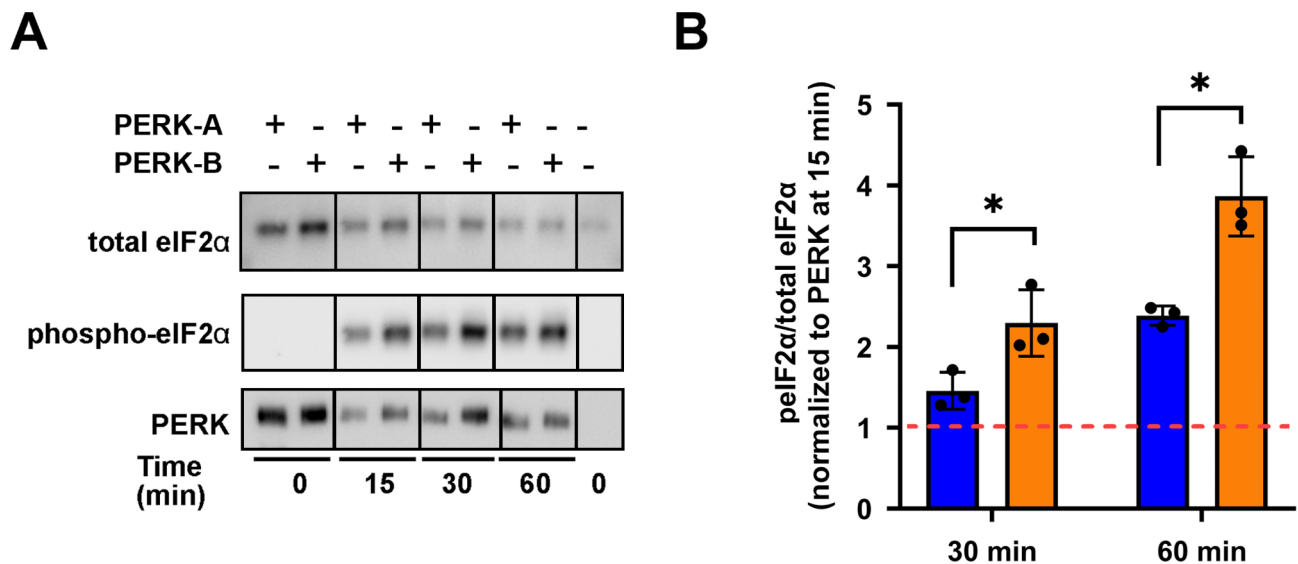 A
PERK-A + - + - + - + - -
PERK-B - + - + - + - + -
total eIF2α
phospho-eIF2α
PERK
Time
(min)
0 15 30 60 0
B
peIF2α/total eIF2α
(normalized to PERK at 15 min)
5
4
3
2
1
0
*
*
30 min 60 min